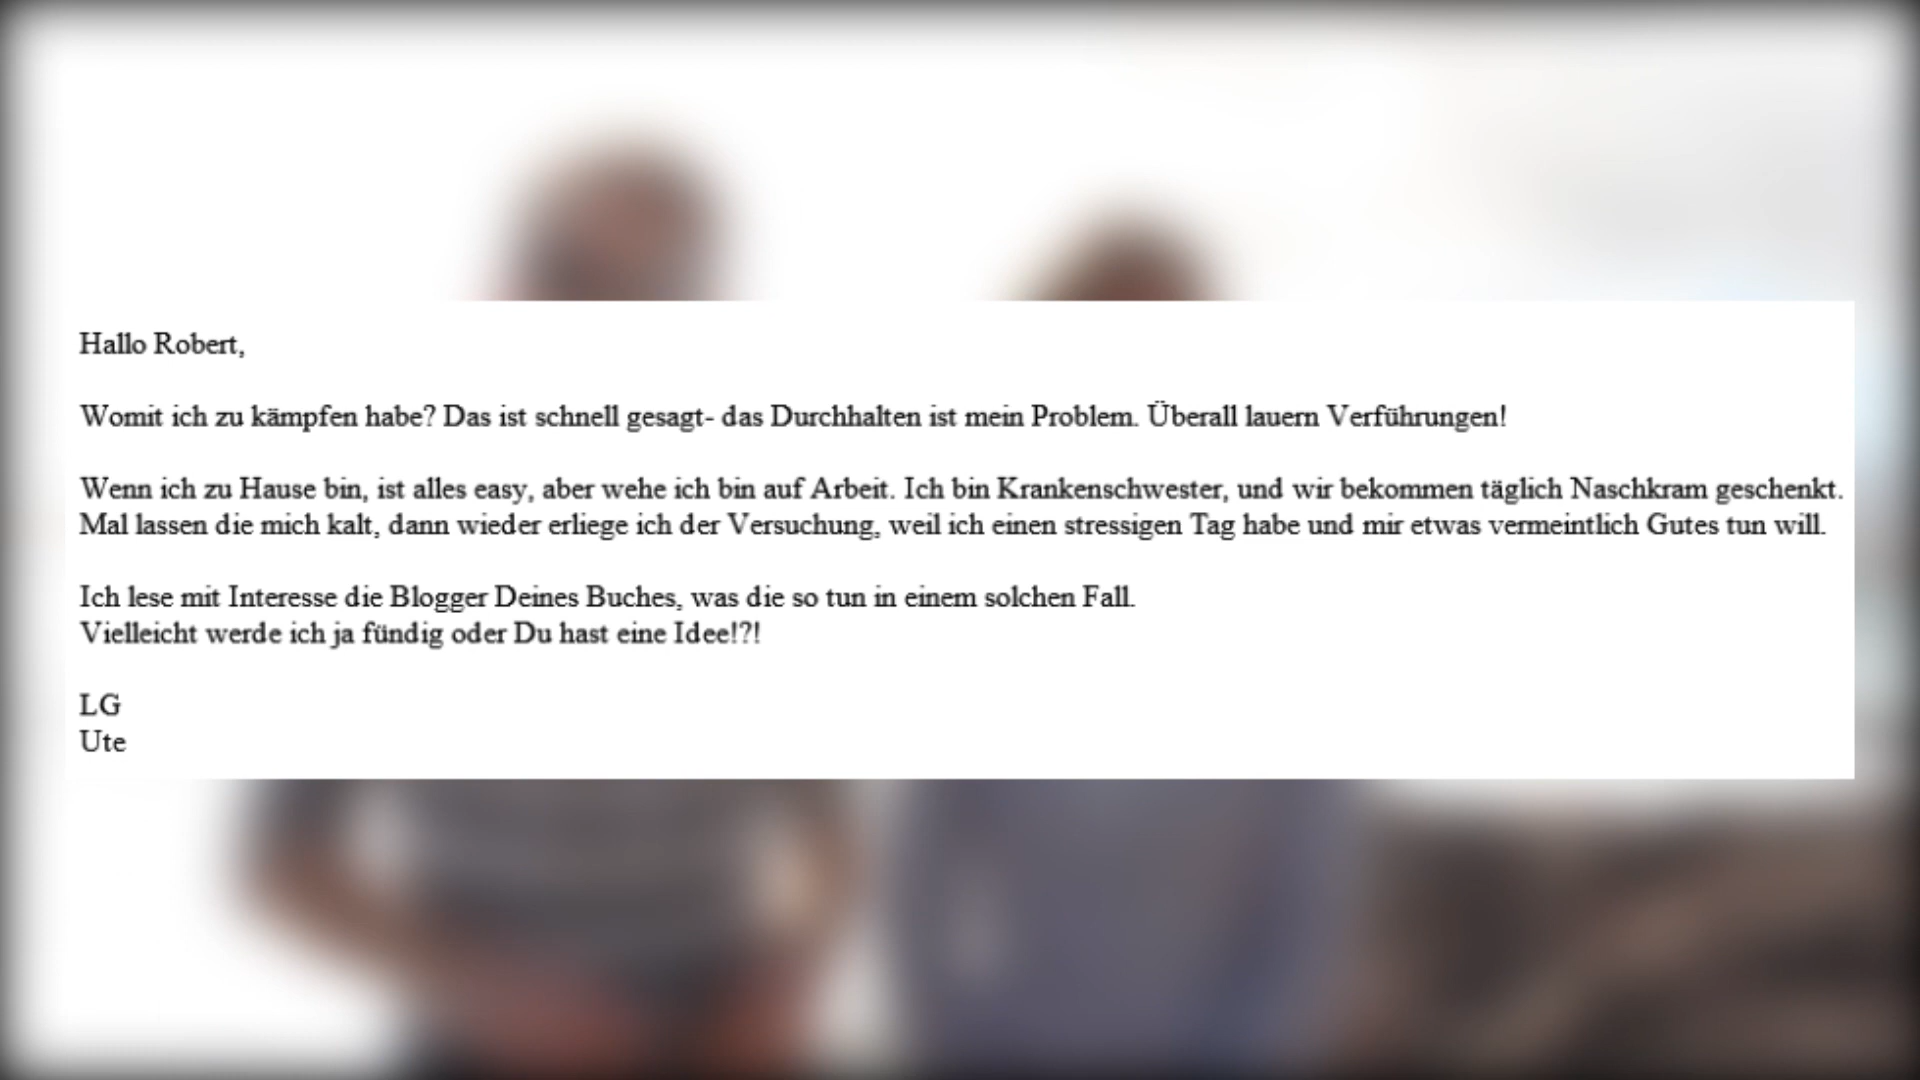 Hallo Robert,
Womit ich zu kämpfen habe? Das ist schnell gesagt- das Durchhalten ist mein Problem. Überall lauern Verführungen!
Wenn ich zu Hause bin, ist alles easy, aber wehe ich bin auf Arbeit. Ich bin Krankenschwester, und wir bekommen täglich Naschkram geschenkt.
Mal lassen die mich kalt, dann wieder erliege ich der Versuchung, weil ich einen stressigen Tag habe und mir etwas vermeintlich Gutes tun will.
Ich lese mit Interesse die Blogger Deines Buches, was die so tun in einem solchen Fall.
Vielleicht werde ich ja fündig oder Du hast eine Idee!?!
LG
Ute